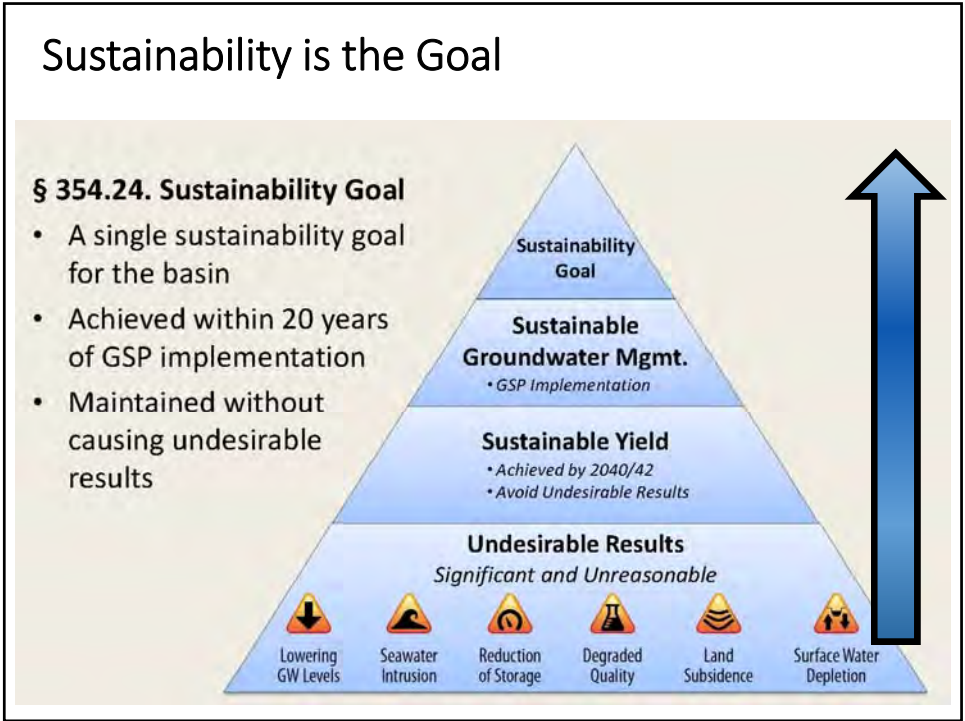 Sustainability is the Goal
§ 354.24. Sustainability Goal
• A single sustainability goal
for the basin
• Achieved within 20 years
of GSP implementation
• Maintained without
causing undesirable
results
Sustainability
Goal
Sustainable
Groundwater Mgmt.
• GSP Implementation
Sustainable Yield
• Achieved by 2040/42
• Avoid Undesirable Results
Undesirable Results
Significant and Unreasonable
Lowering
GW Levels
Seawater
Intrusion
Reduction
of Storage
Degraded
Quality
Land
Subsidence
Surface Water
Depletion